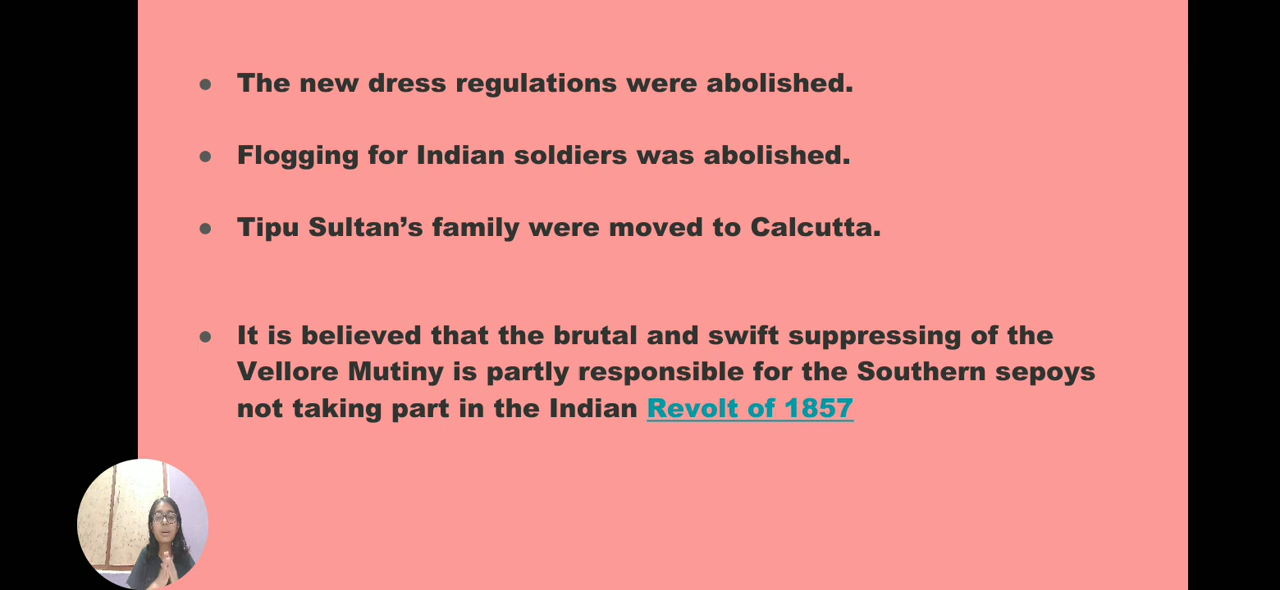 ● The new dress regulations were abolished.
● Flogging for Indian soldiers was abolished.
● Tipu Sultan’s family were moved to Calcutta.
● It is believed that the brutal and swift suppressing of the
Vellore Mutiny is partly responsible for the Southern sepoys
not taking part in the Indian Revolt of 1857